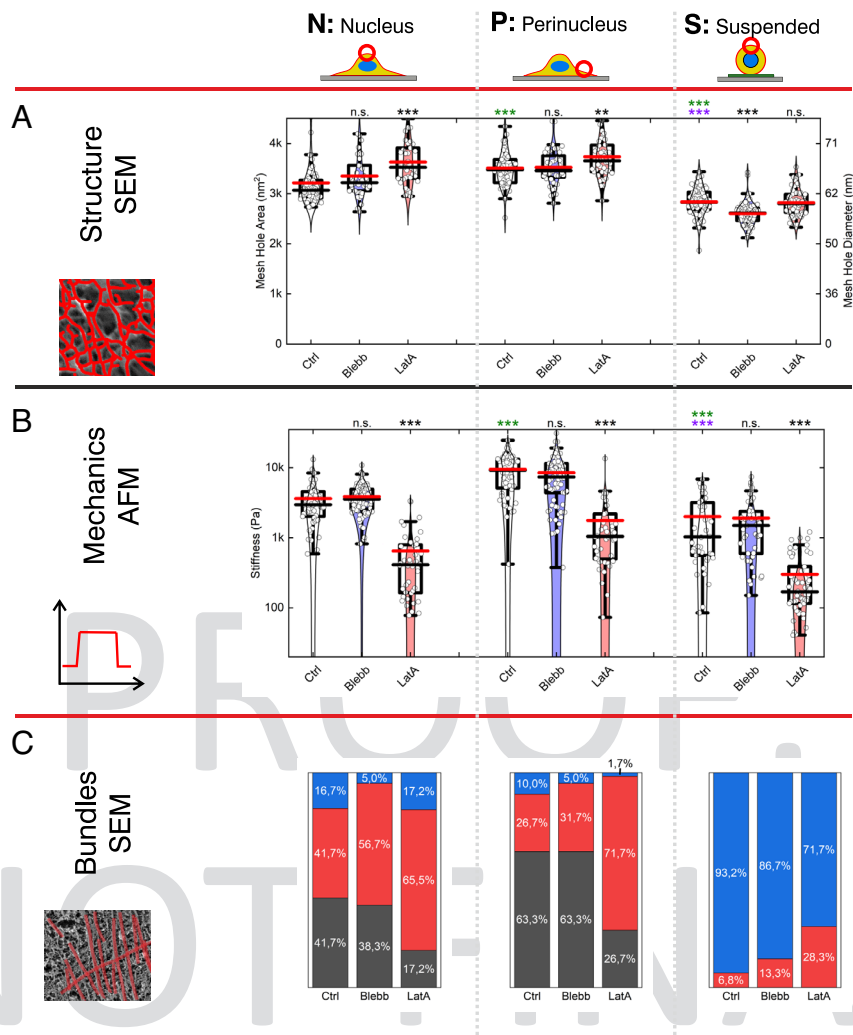 N: Nucleus
P: Perinucleus
S: Suspended
A
Structure
SEM
n.s.
***
***
n.s.
**
***
***
***
n.s.
Mesh Hole Area (nm²)
4k
3k
2k
1k
0
71
62
50
36
0
Mesh Hole Diameter (nm)
Ctrl
Blebb
LatA
Ctrl
Blebb
LatA
Ctrl
Blebb
LatA
B
Mechanics
AFM
n.s.
***
***
n.s.
***
***
***
n.s.
***
Stiffness (Pa)
10k
1k
100
Ctrl
Blebb
LatA
Ctrl
Blebb
LatA
Ctrl
Blebb
LatA
C
Bundles
SEM
16,7%
5,0%
17,2%
41,7%
56,7%
65,5%
41,7%
38,3%
17,2%
Ctrl
Blebb
LatA
10,0%
5,0%
1,7%
26,7%
31,7%
71,7%
63,3%
63,3%
26,7%
Ctrl
Blebb
LatA
93,2%
86,7%
71,7%
6,8%
13,3%
28,3%
Ctrl
Blebb
LatA
PROOF
NOT